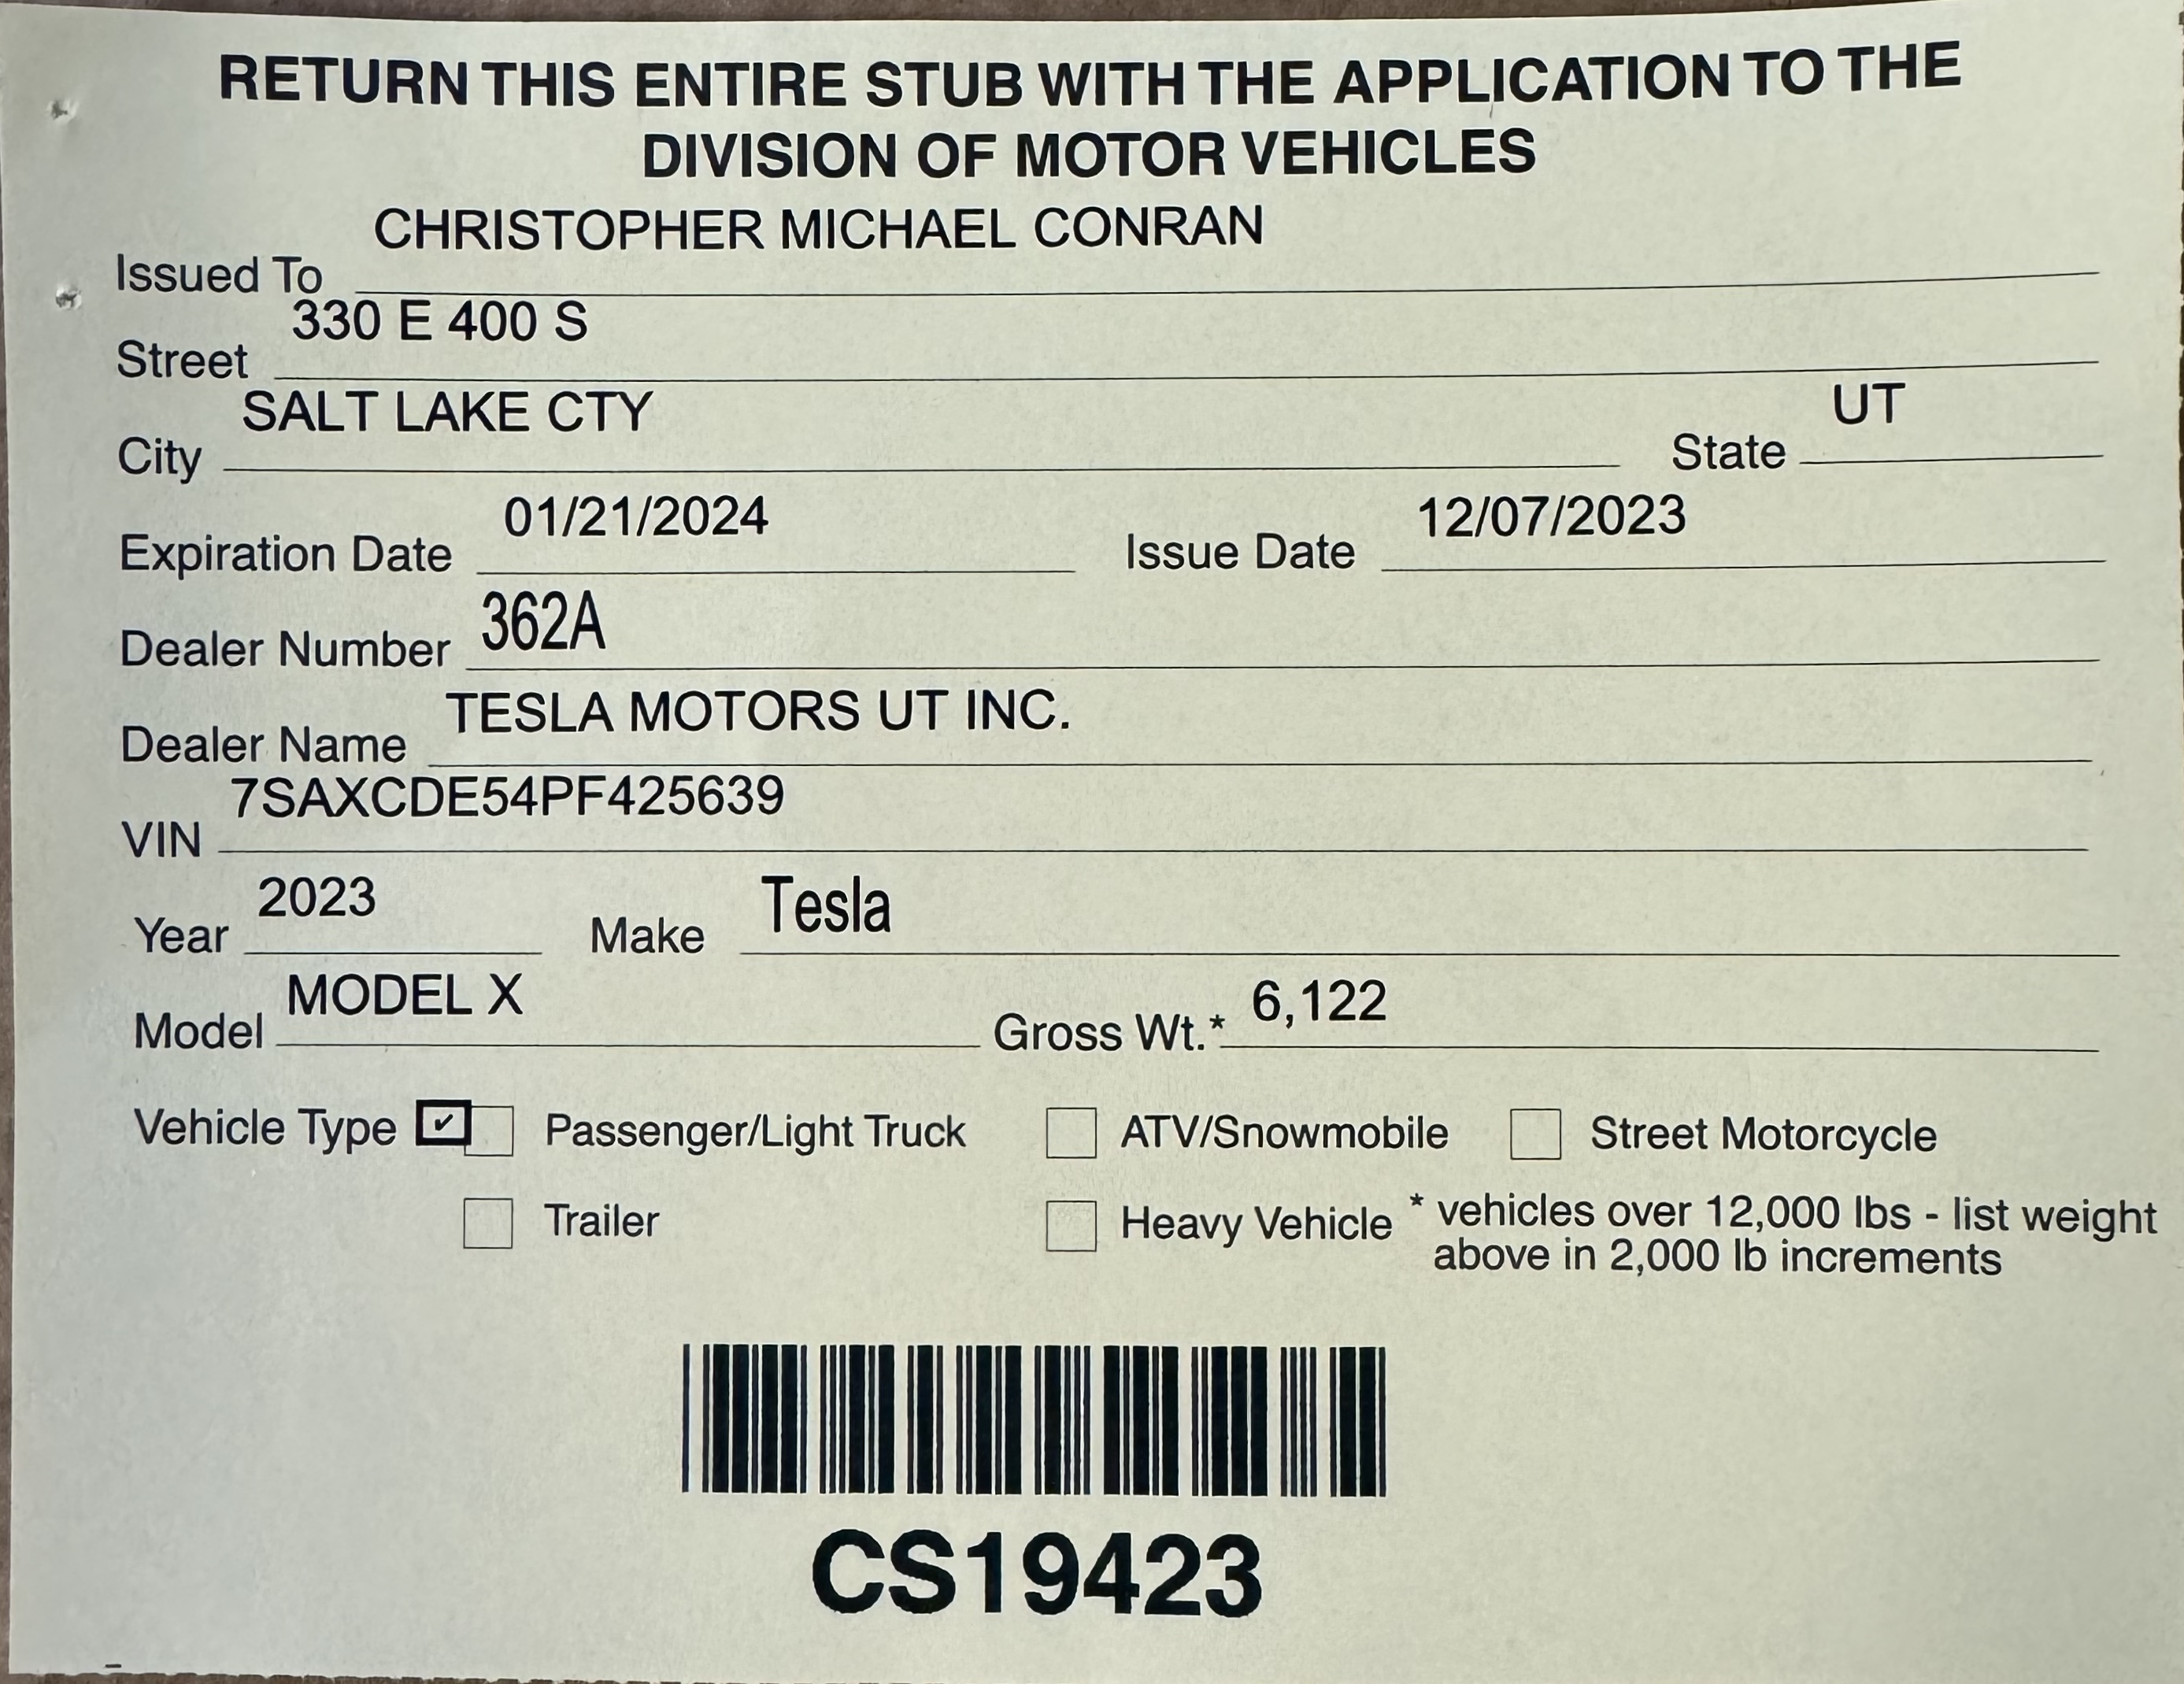 RETURN THIS ENTIRE STUB WITH THE APPLICATION TO THE
DIVISION OF MOTOR VEHICLES
CHRISTOPHER MICHAEL CONRAN
Issued To
330 E 400 S
Street
SALT LAKE CTY UT
City State
01/21/2024 12/07/2023
Expiration Date Issue Date
362A
Dealer Number
TESLA MOTORS UT INC.
Dealer Name
7SAXCDE54PF425639
VIN
2023 Tesla
Year Make
MODEL X 6,122
Model Gross Wt.*
Vehicle Type ✓ Passenger/Light Truck ATV/Snowmobile Street Motorcycle
Trailer Heavy Vehicle * vehicles over 12,000 lbs - list weight
above in 2,000 lb increments
CS19423